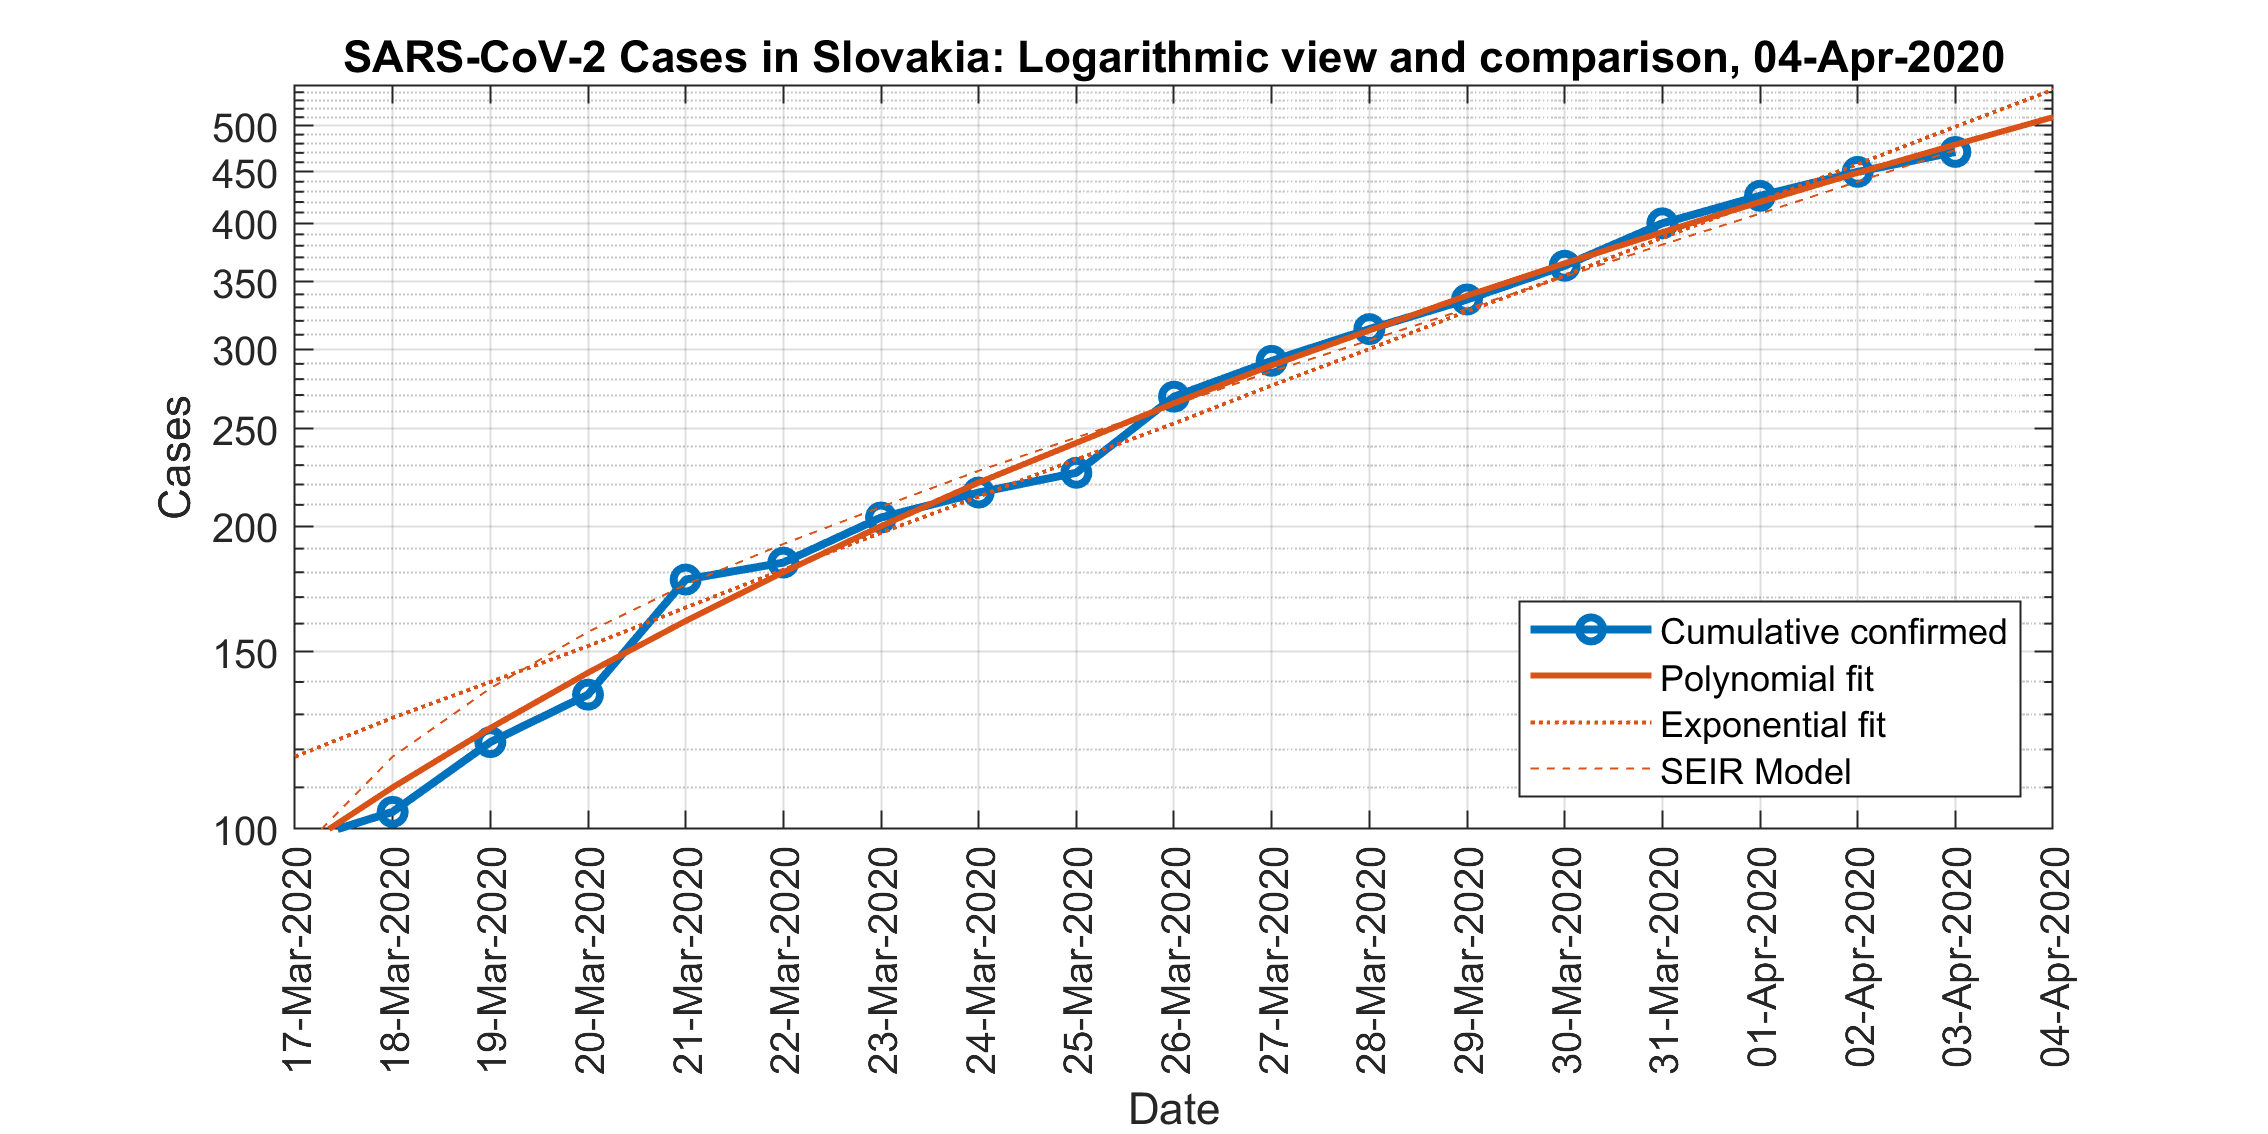 SARS-CoV-2 Cases in Slovakia: Logarithmic view and comparison, 04-Apr-2020
500
450
400
350
300
250
200
150
100
Cases
Cumulative confirmed
Polynomial fit
Exponential fit
SEIR Model
17-Mar-2020
18-Mar-2020
19-Mar-2020
20-Mar-2020
21-Mar-2020
22-Mar-2020
23-Mar-2020
24-Mar-2020
25-Mar-2020
26-Mar-2020
27-Mar-2020
28-Mar-2020
29-Mar-2020
30-Mar-2020
31-Mar-2020
01-Apr-2020
02-Apr-2020
03-Apr-2020
04-Apr-2020
Date